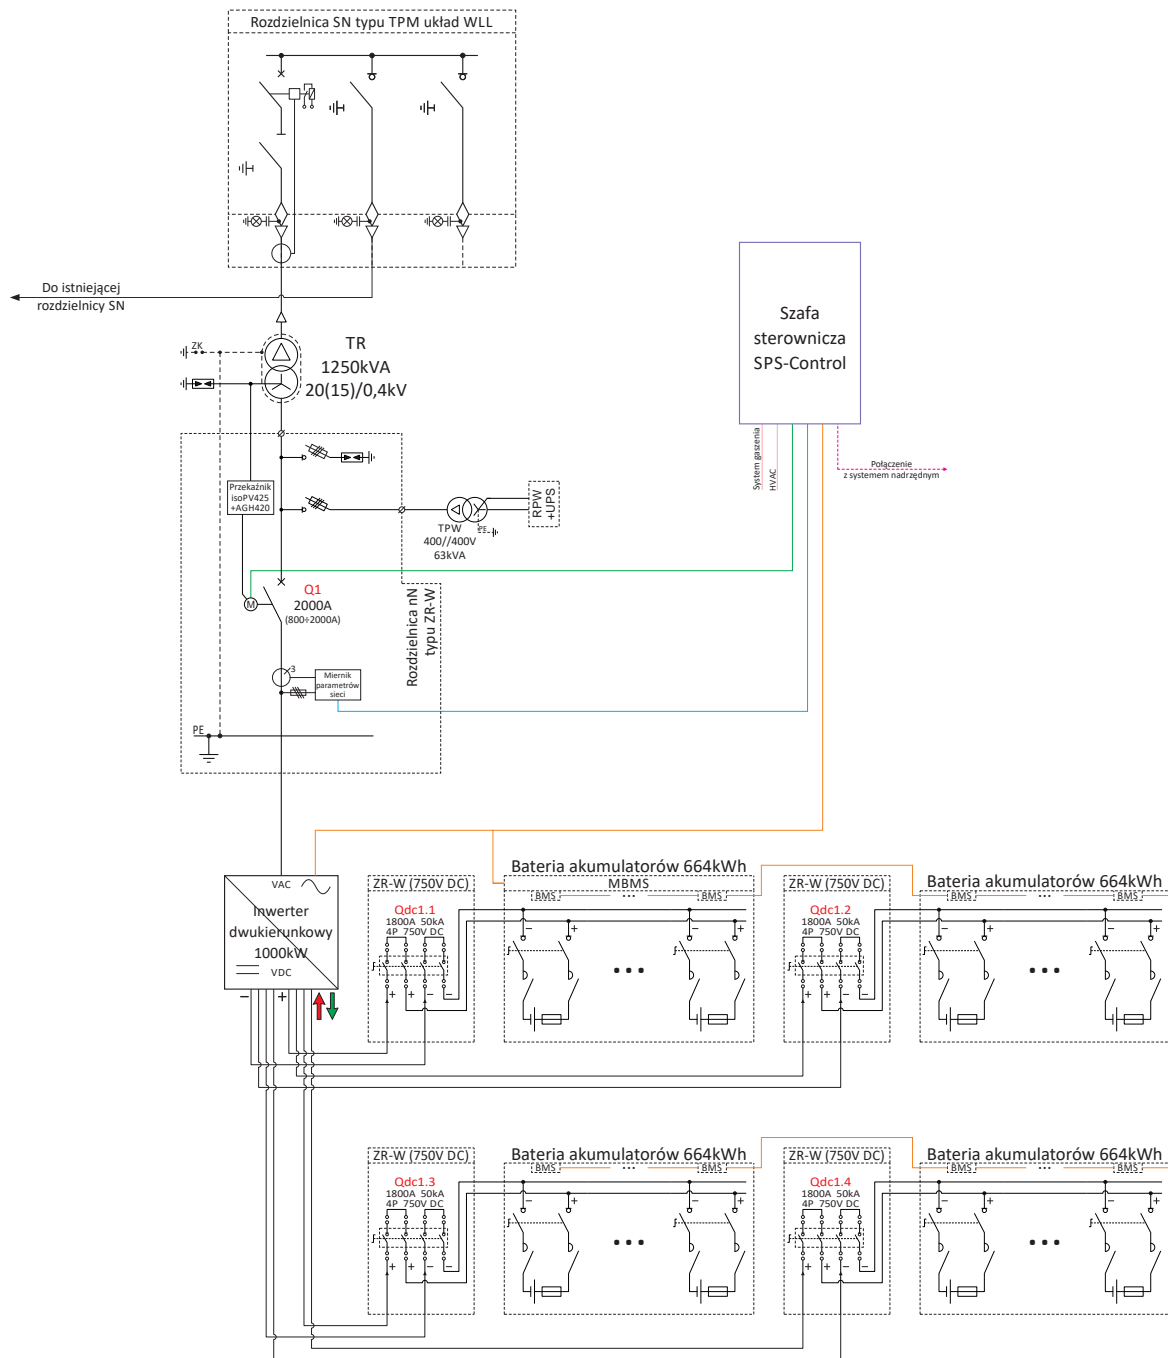 Rozdzielnica SN typu TPM układ WLL
Do istniejącej
rozdzielnicy SN
ZK
TR
1250kVA
20(15)/0,4kV
Szafa
sterownicza
SPS-Control
System gaszenia
HVAC
Połączenie
z systemem nadrzędnym
Przekaźnik
isoPV425
+AGH420
RPW
+UPS
TPW
400//400V
63kVA
PE
Q1
2000A
(800÷2000A)
M
Rozdzielnica nN
typu ZR-W
3
Miernik
parametrów
sieci
PE
VAC
Inwerter
dwukierunkowy
1000kW
VDC
− +
ZR-W (750V DC)
Qdc1.1
1800A 50kA
4P 750V DC
+ + − −
Bateria akumulatorów 664kWh
MBMS
BMS ... BMS
− + − +
...
ZR-W (750V DC)
Qdc1.2
1800A 50kA
4P 750V DC
+ + − −
Bateria akumulatorów 664kWh
BMS ... BMS
− + − +
...
ZR-W (750V DC)
Qdc1.3
1800A 50kA
4P 750V DC
+ + − −
Bateria akumulatorów 664kWh
BMS ... BMS
− + − +
...
ZR-W (750V DC)
Qdc1.4
1800A 50kA
4P 750V DC
+ + − −
Bateria akumulatorów 664kWh
BMS ... BMS
− + − +
...